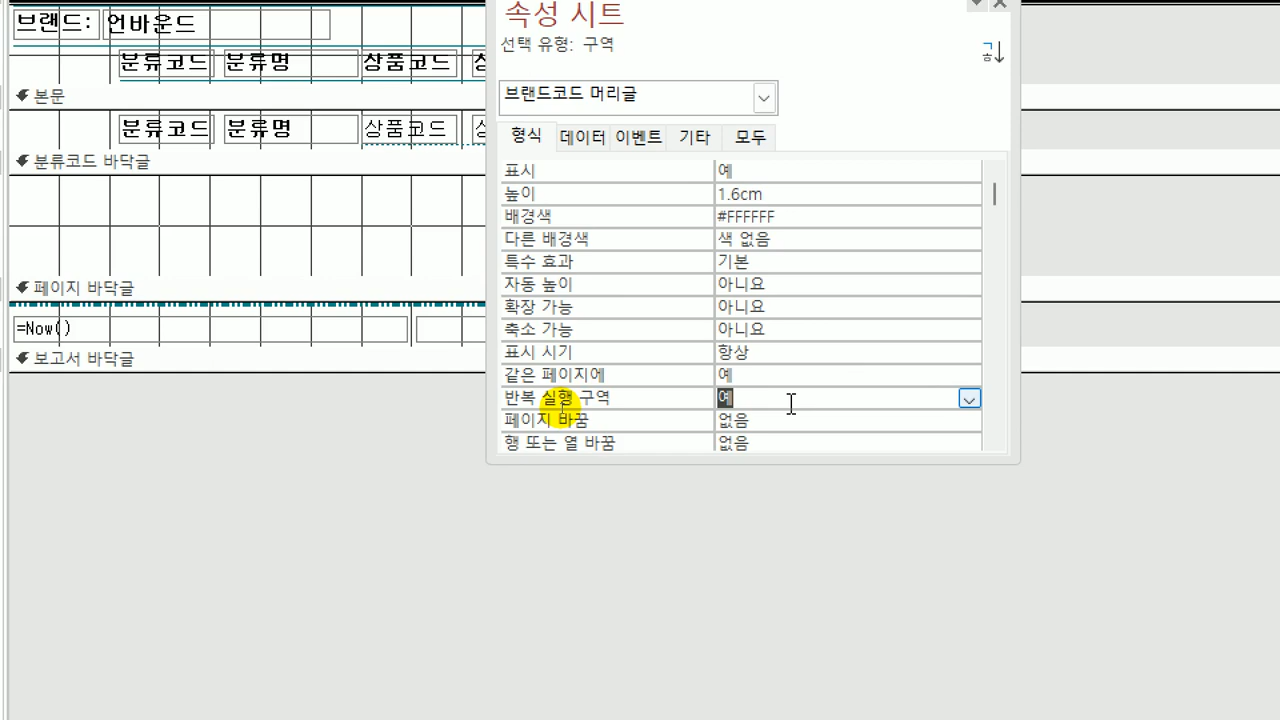 브랜드: 언바운드
분류코드 분류명 상품코드
본문
분류코드 분류명 상품코드
분류코드 바닥글
페이지 바닥글
=Now()
보고서 바닥글
속성 시트
선택 유형: 구역
브랜드코드 머리글
형식 데이터 이벤트 기타 모두
표시 예
높이 1.6cm
배경색 #FFFFFF
다른 배경색 색 없음
특수 효과 기본
자동 높이 아니요
확장 가능 아니요
축소 가능 아니요
표시 시기 항상
같은 페이지에 예
반복 실행 구역 예
페이지 바꿈 없음
행 또는 열 바꿈 없음